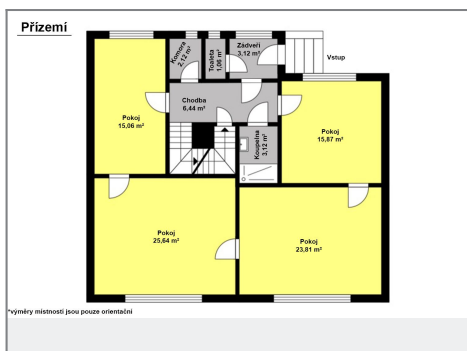 Přízemí
Komora
2,12 m²
Toaleta
1,06 m²
Zádveří
3,12 m²
Vstup
Pokoj
15,06 m²
Chodba
6,44 m²
Koupelna
3,12 m²
Pokoj
15,87 m²
Pokoj
25,64 m²
Pokoj
23,81 m²
*výměry místností jsou pouze orientační